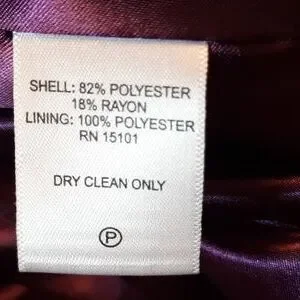 SHELL: 82% POLYESTER
18% RAYON
LINING: 100% POLYESTER
RN 15101
DRY CLEAN ONLY
P